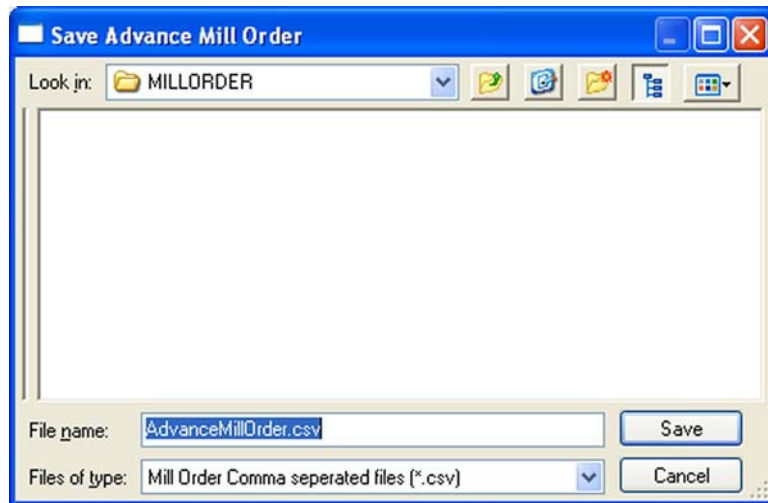 Save Advance Mill Order
Look in: MILLORDER
File name: AdvanceMillOrder.csv Save
Files of type: Mill Order Comma seperated files (*.csv) Cancel